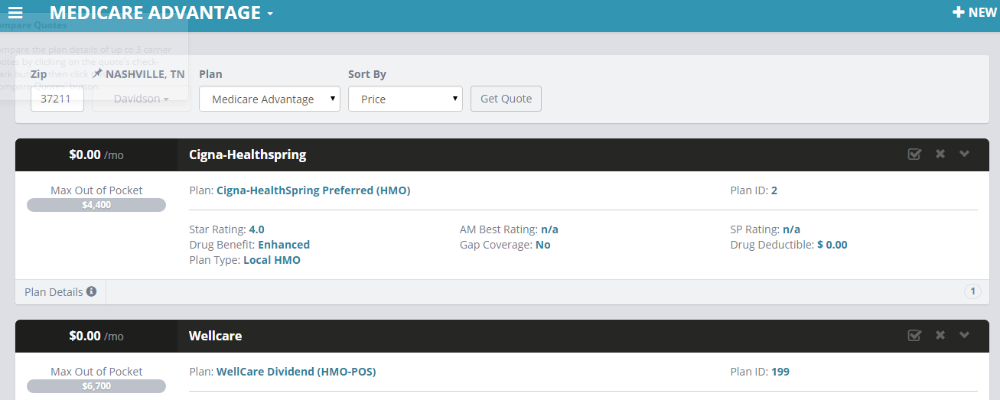 MEDICARE ADVANTAGE
NEW
ompare Quotes
mpare the plan details of up to 3 carrier
otes by clicking on the quote's check-
ark button then click
ompare Quotes' button.
Zip NASHVILLE, TN Plan Sort By
37211 Davidson Medicare Advantage Price Get Quote
$0.00 /mo Cigna-Healthspring
Max Out of Pocket Plan: Cigna-HealthSpring Preferred (HMO) Plan ID: 2
$4,400
Star Rating: 4.0 AM Best Rating: n/a SP Rating: n/a
Drug Benefit: Enhanced Gap Coverage: No Drug Deductible: $ 0.00
Plan Type: Local HMO
Plan Details 1
$0.00 /mo Wellcare
Max Out of Pocket Plan: WellCare Dividend (HMO-POS) Plan ID: 199
$6,700